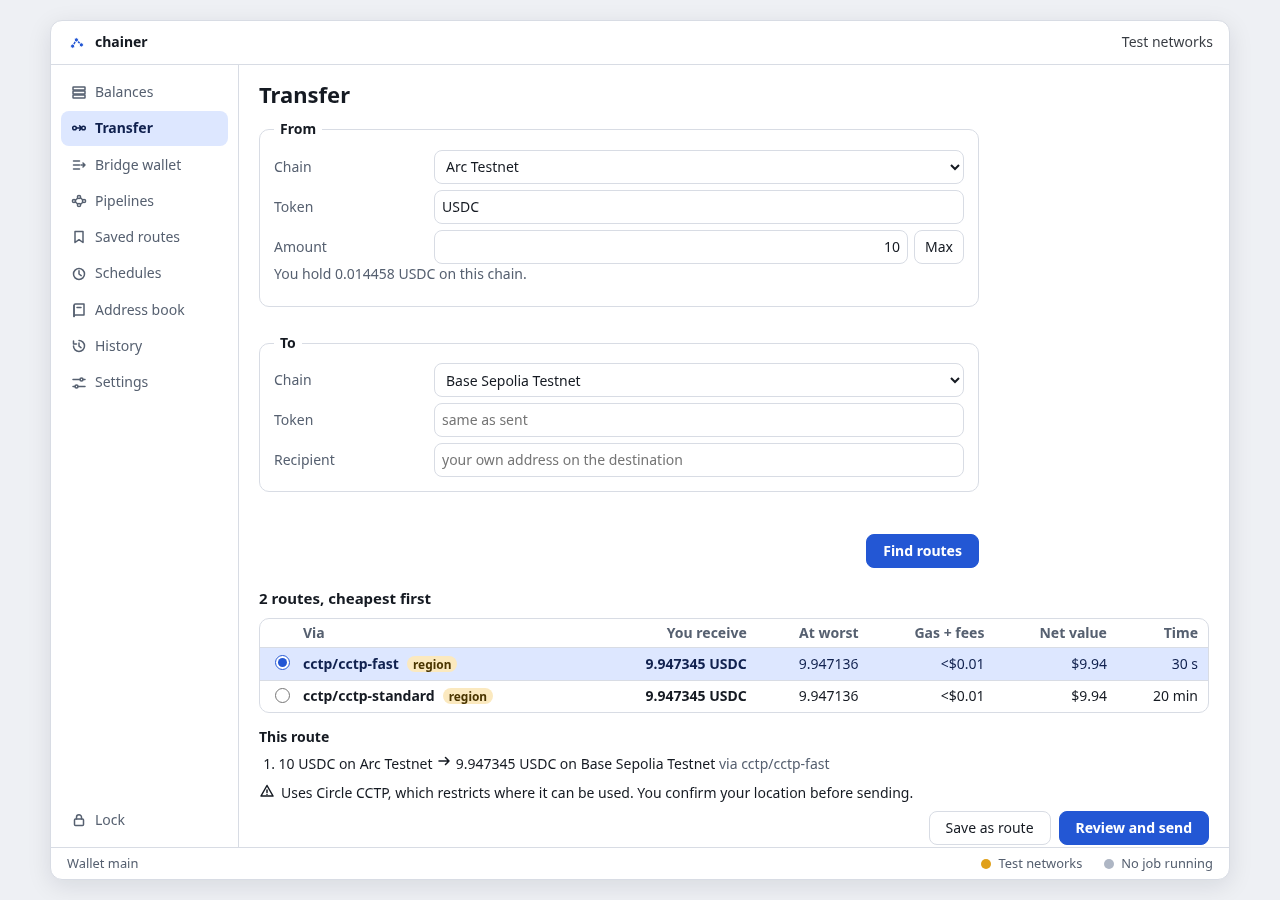 chainer
Test networks
Balances
Transfer
Bridge wallet
Pipelines
Saved routes
Schedules
Address book
History
Settings
Lock
Transfer
From
Chain Arc Testnet
Token USDC
Amount 10 Max
You hold 0.014458 USDC on this chain.
To
Chain Base Sepolia Testnet
Token same as sent
Recipient your own address on the destination
Find routes
2 routes, cheapest first
Via You receive At worst Gas + fees Net value Time
cctp/cctp-fast region 9.947345 USDC 9.947136 <$0.01 $9.94 30 s
cctp/cctp-standard region 9.947345 USDC 9.947136 <$0.01 $9.94 20 min
This route
1. 10 USDC on Arc Testnet → 9.947345 USDC on Base Sepolia Testnet via cctp/cctp-fast
Uses Circle CCTP, which restricts where it can be used. You confirm your location before sending.
Save as route Review and send
Wallet main
Test networks No job running